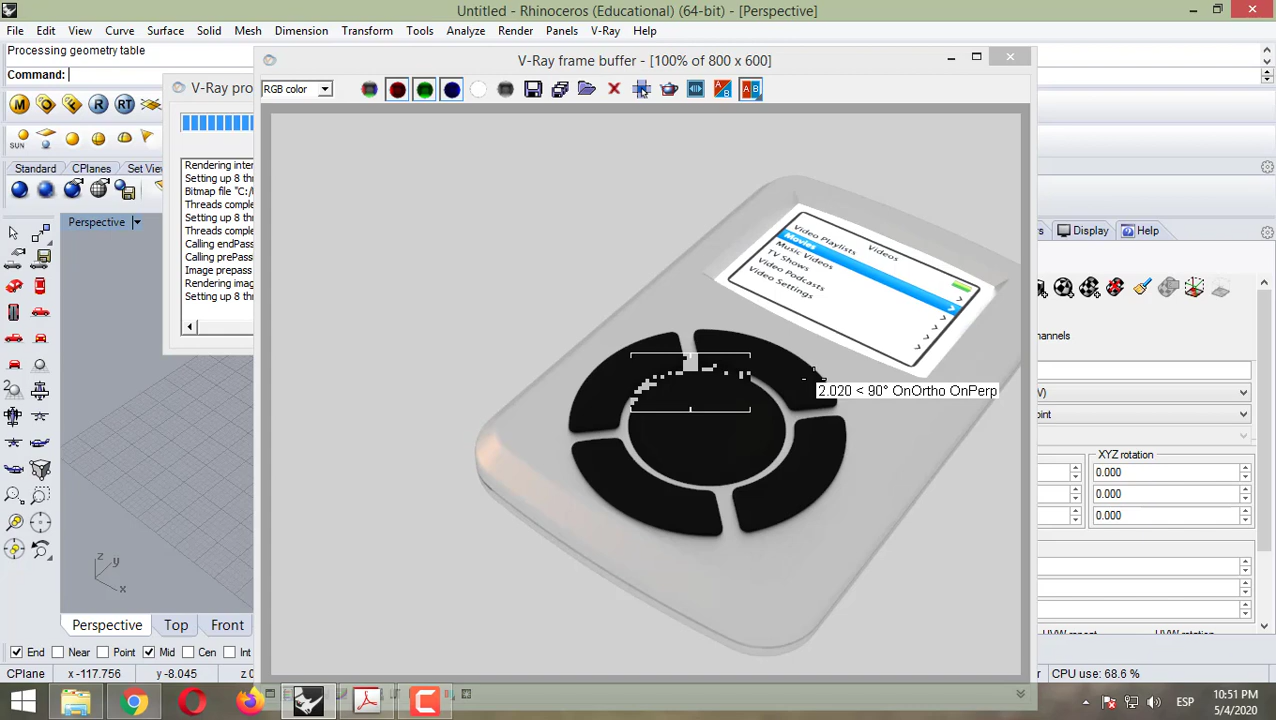 Untitled - Rhinoceros (Educational) (64-bit) - [Perspective]
File Edit View Curve Surface Solid Mesh Dimension Transform Tools Analyze Render Panels V-Ray Help
Processing geometry table
Command:
V-Ray pro
V-Ray frame buffer - [100% of 800 x 600]
RGB color
M O F R RT
SUN
Standard CPlanes Set Vie
Rendering inter
Setting up 8 thr
Bitmap file "C:/
Threads comple
Setting up 8 thr
Threads comple
Calling endPass
Calling prePass
Image prepass
Rendering imag
Setting up 8 thr
Perspective
Display Help
Videos
Video Playlists
Movies
Music Videos
TV Shows
Video Podcasts
Video Settings
2.020 < 90° OnOrtho OnPerp
hannels
V)
oint
XYZ rotation
0.000
0.000
0.000
z
y
x
Perspective Top Front
End Near Point Mid Cen Int
CPlane x -117.756 y -8.045 z 0
CPU use: 68.6 %
ESP
10:51 PM
5/4/2020